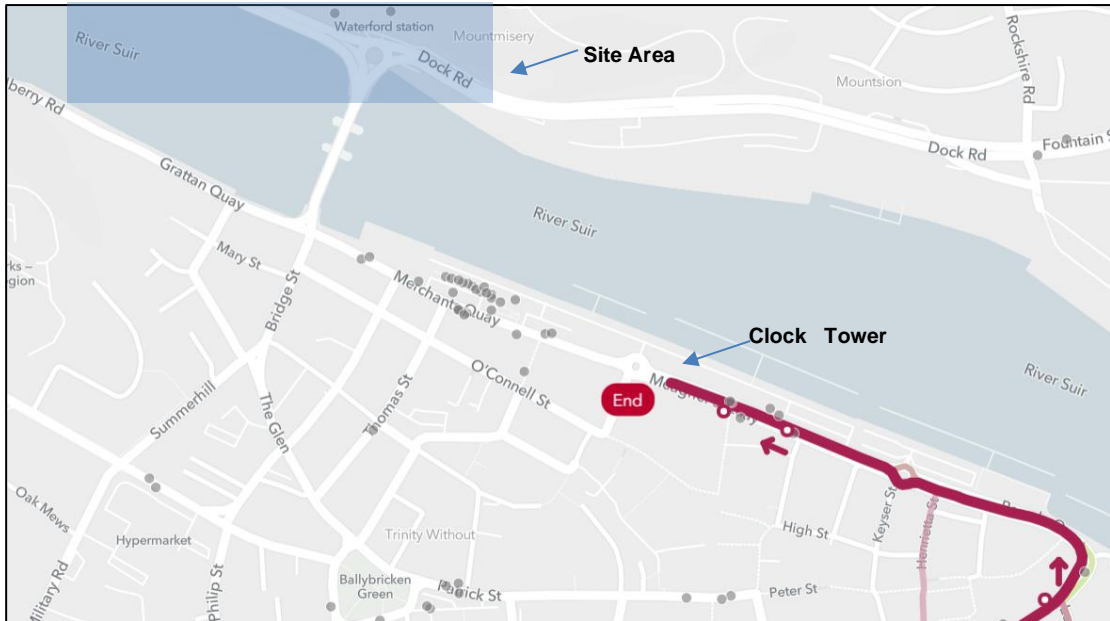 Waterford station
Mountmisery
River Suir
Dock Rd
Site Area
Rockshire Rd
Mountsion
lberry Rd
Dock Rd
Fountain S
Grattan Quay
River Suir
Mary St
rks –
egion
Bridge St
Merchants Quay
Clock Tower
O'Connell St
River Suir
End
Summerhill
The Glen
Thomas St
Keyser St
High St
Henrietta St
Oak Mews
Hypermarket
Trinity Without
Military Rd
Philip St
Ballybricken
Green
Patrick St
Peter St